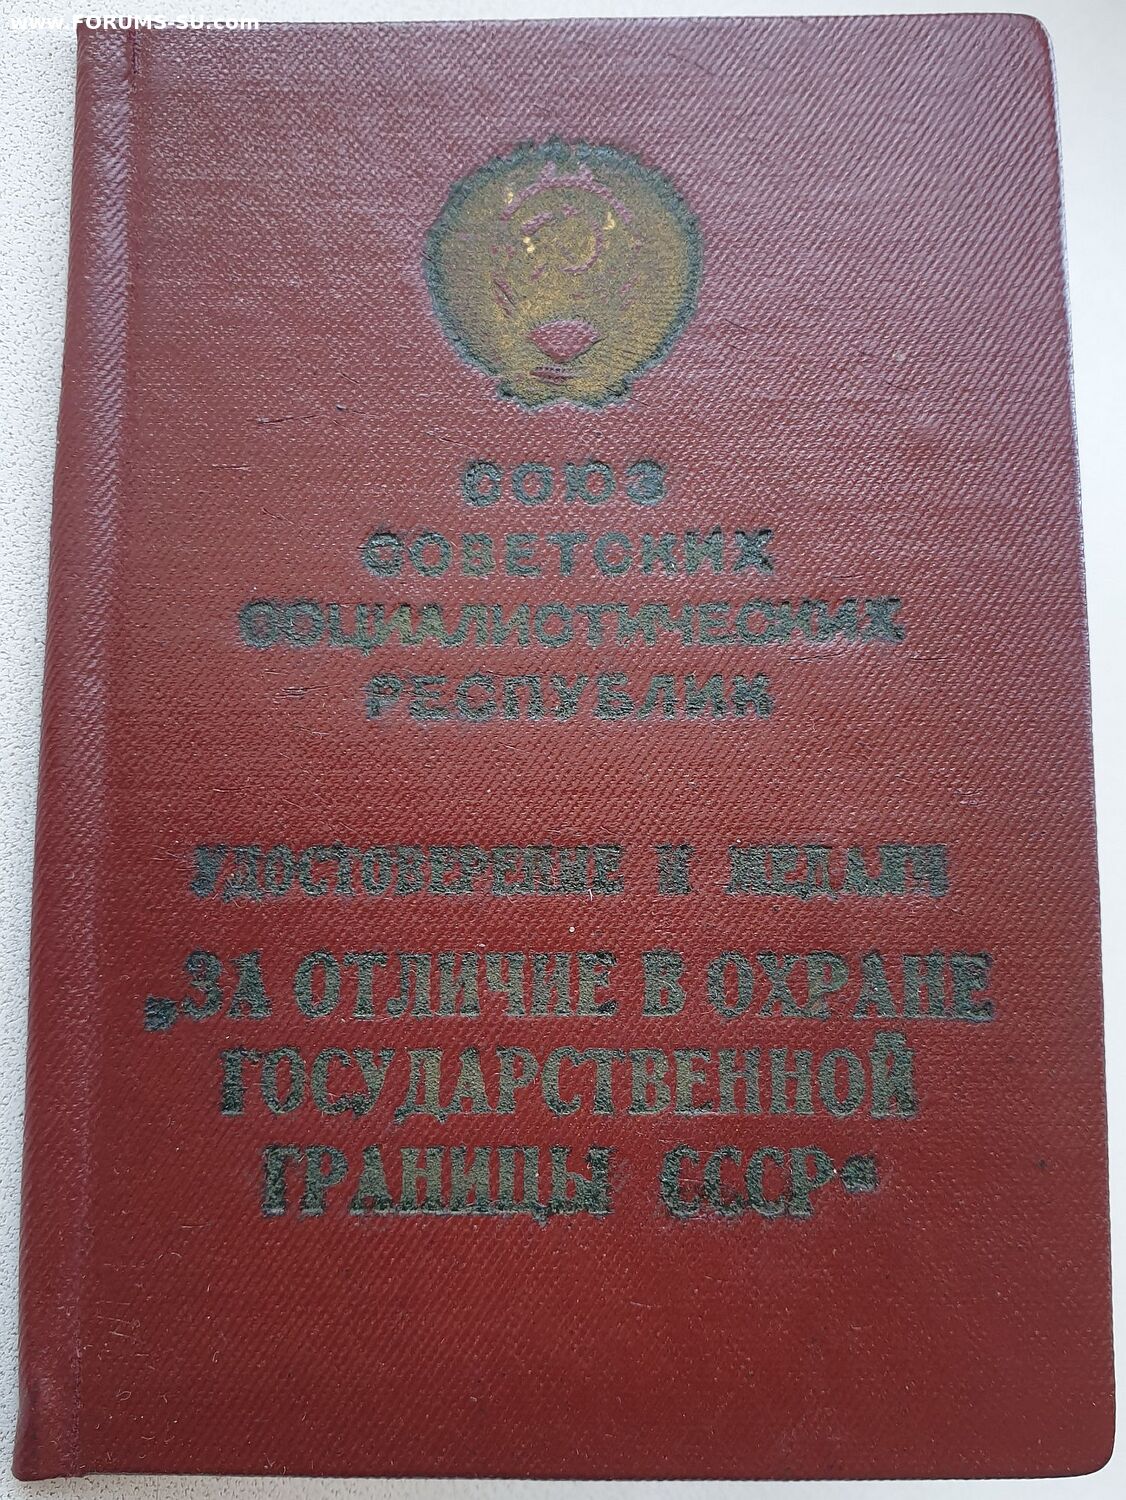 www.FORUMS-SU.com
СОЮЗ
СОВЕТСКИХ
СОЦИАЛИСТИЧЕСКИХ
РЕСПУБЛИК
УДОСТОВЕРЕНИЕ К МЕДАЛИ
„ЗА ОТЛИЧИЕ В ОХРАНЕ
ГОСУДАРСТВЕННОЙ
ГРАНИЦЫ СССР“